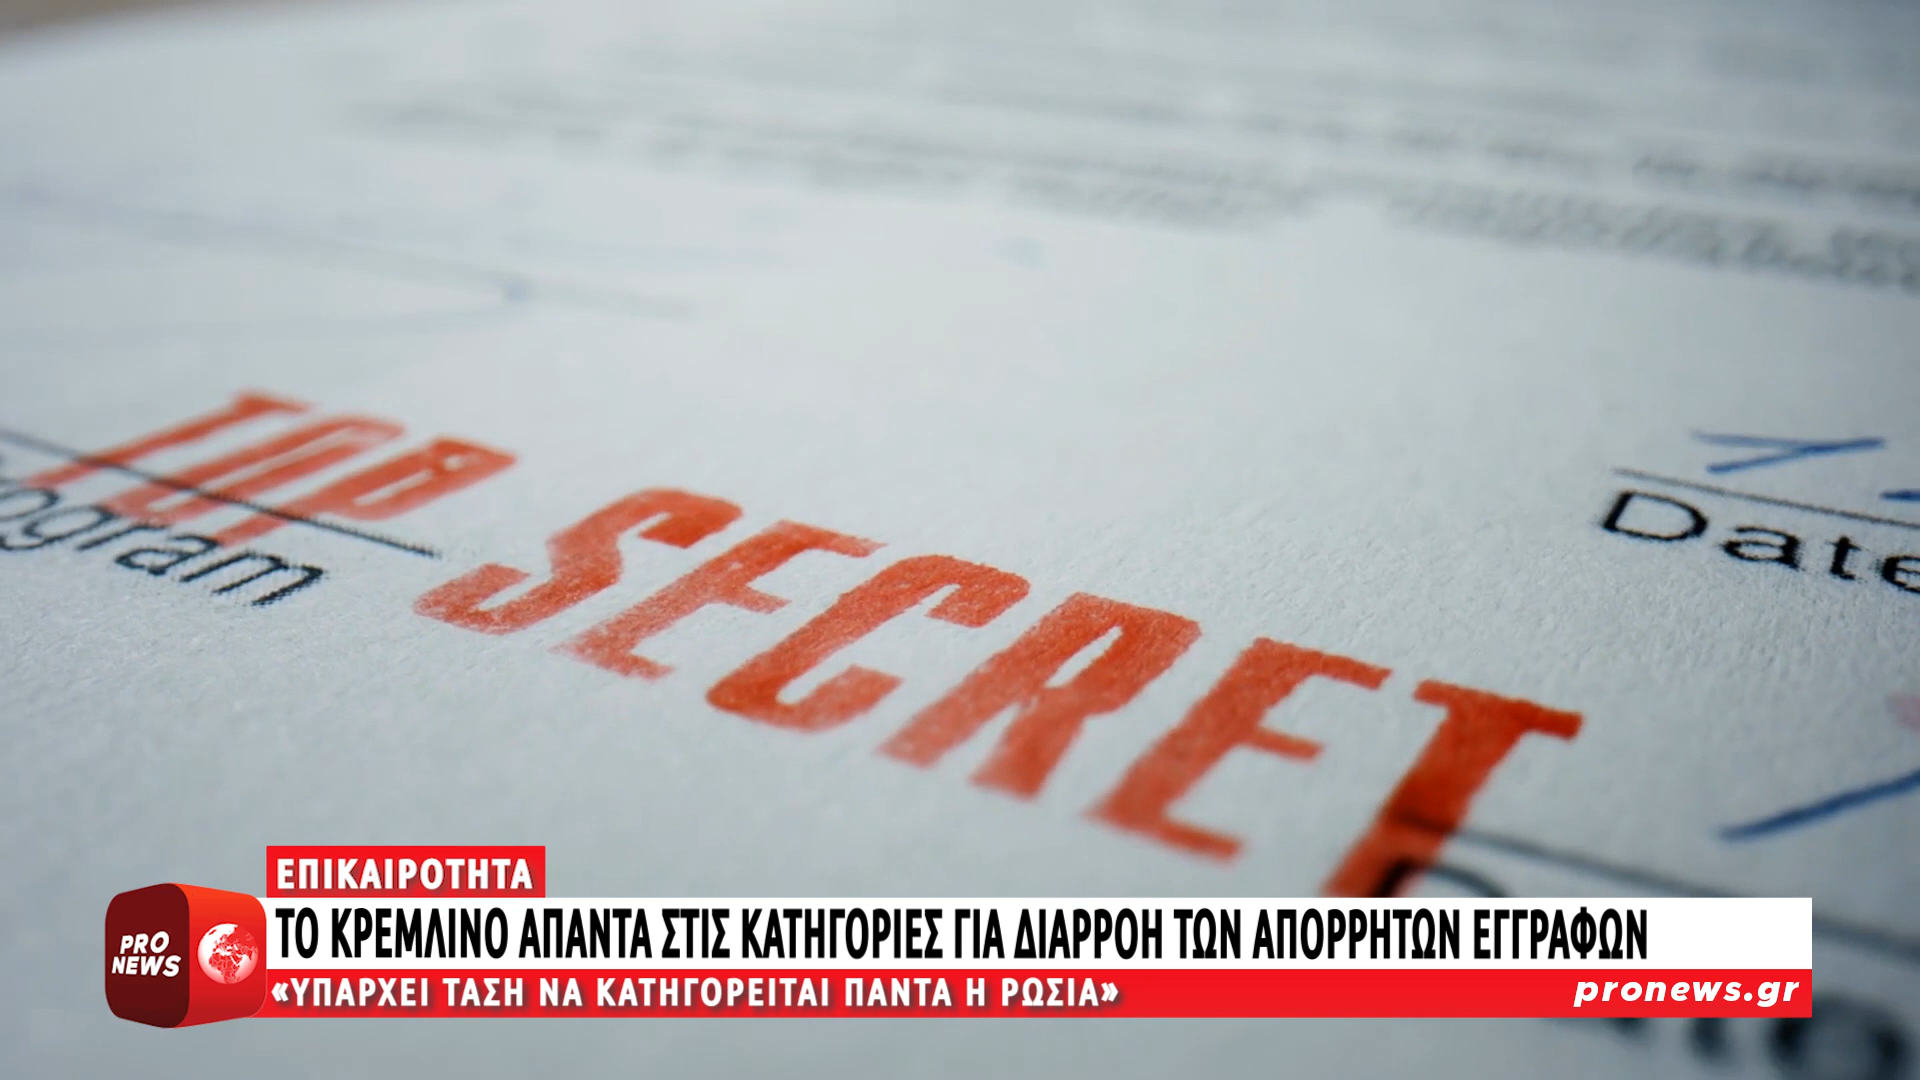 TOP SECRET
Date
ΕΠΙΚΑΙΡΟΤΗΤΑ
PRO
NEWS
ΤΟ ΚΡΕΜΛΙΝΟ ΑΠΑΝΤΑ ΣΤΙΣ ΚΑΤΗΓΟΡΙΕΣ ΓΙΑ ΔΙΑΡΡΟΗ ΤΩΝ ΑΠΟΡΡΗΤΩΝ ΕΓΓΡΑΦΩΝ
«ΥΠΑΡΧΕΙ ΤΑΣΗ ΝΑ ΚΑΤΗΓΟΡΕΙΤΑΙ ΠΑΝΤΑ Η ΡΩΣΙΑ»
pronews.gr